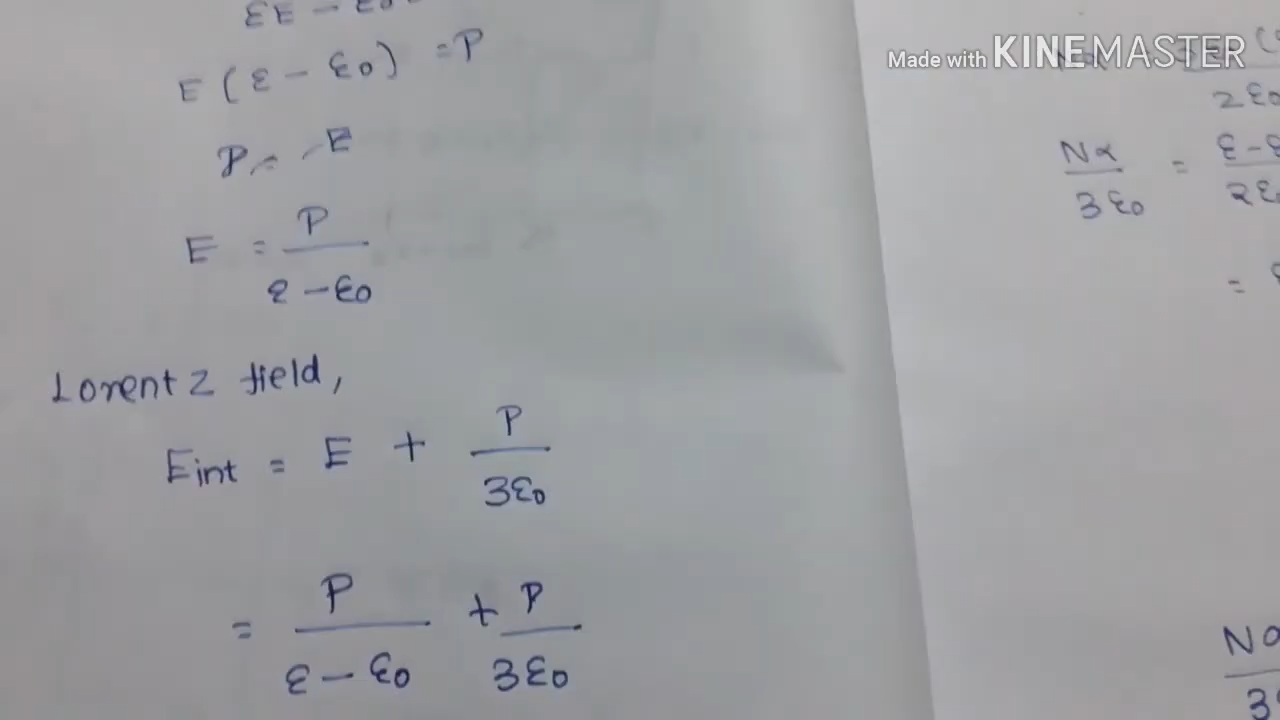 E(ε - ε0) = P
P = E
E = P / ε - ε0
Lorentz field,
Eint = E + P / 3ε0
= P / ε - ε0 + P / 3ε0
Made with KINEMASTER
2ε0
Nα / 3ε0 = ε - / 2ε
=
Nα
3